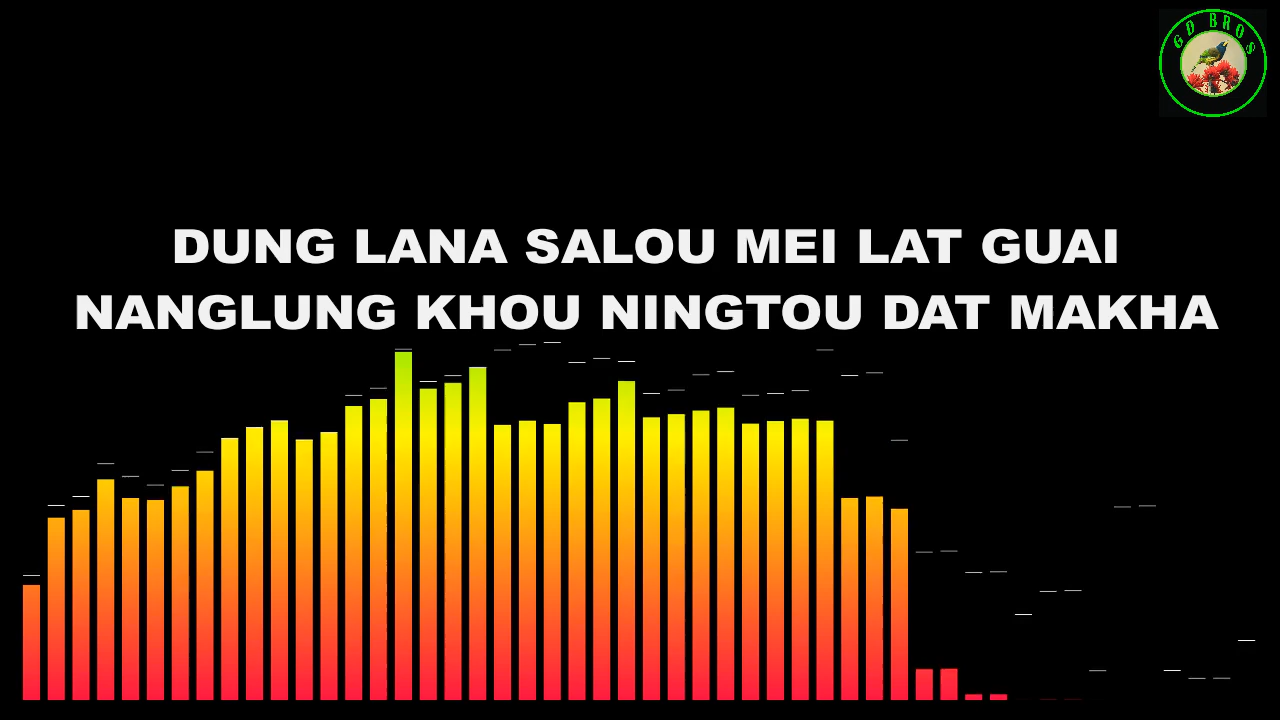 GD BROS
DUNG LANA SALOU MEI LAT GUAI
NANGLUNG KHOU NINGTOU DAT MAKHA